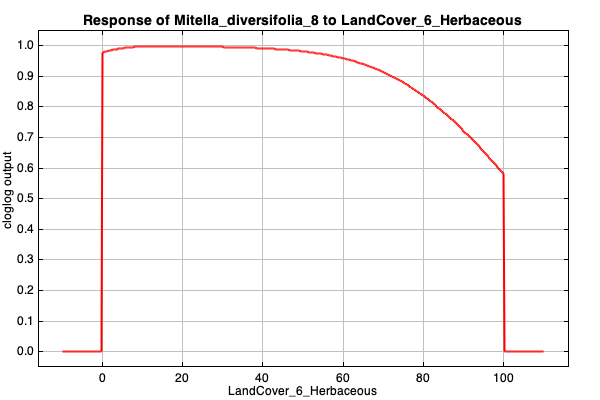 Response of Mitella_diversifolia_8 to LandCover_6_Herbaceous
1.0
0.9
0.8
0.7
0.6
0.5
0.4
0.3
0.2
0.1
0.0
cloglog output
0 20 40 60 80 100
LandCover_6_Herbaceous